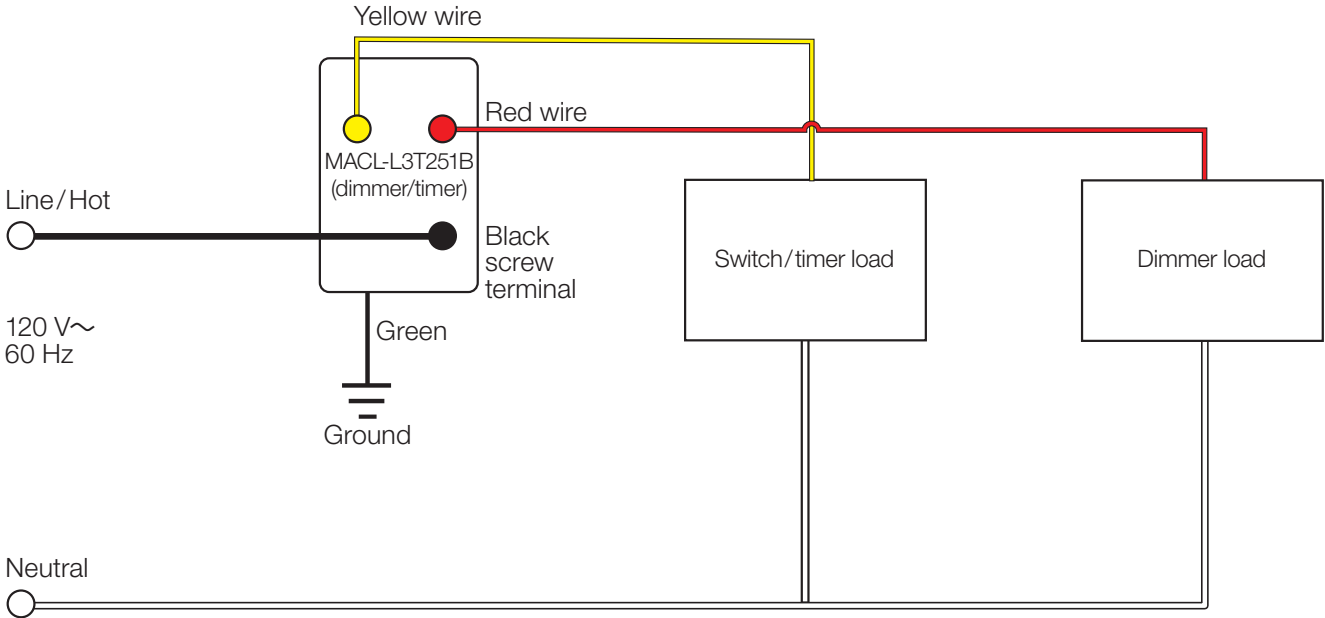 Yellow wire
Red wire
MACL-L3T251B
(dimmer/timer)
Line/Hot
Black
screw
terminal
Switch/timer load
Dimmer load
120 V～
60 Hz
Green
Ground
Neutral